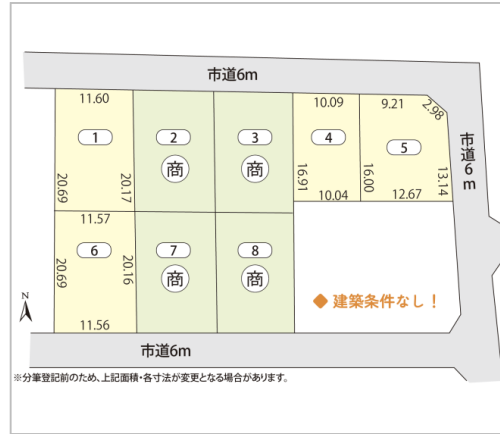 市道6m
11.60
10.09
9.21
2.98
1
2
3
4
5
市道6m
商
商
20.69
20.17
16.91
16.00
13.14
10.04
12.67
11.57
6
7
8
商
商
20.69
20.16
N
◆ 建築条件なし！
11.56
市道6m
※分筆登記前のため、上記面積・各寸法が変更となる場合があります。